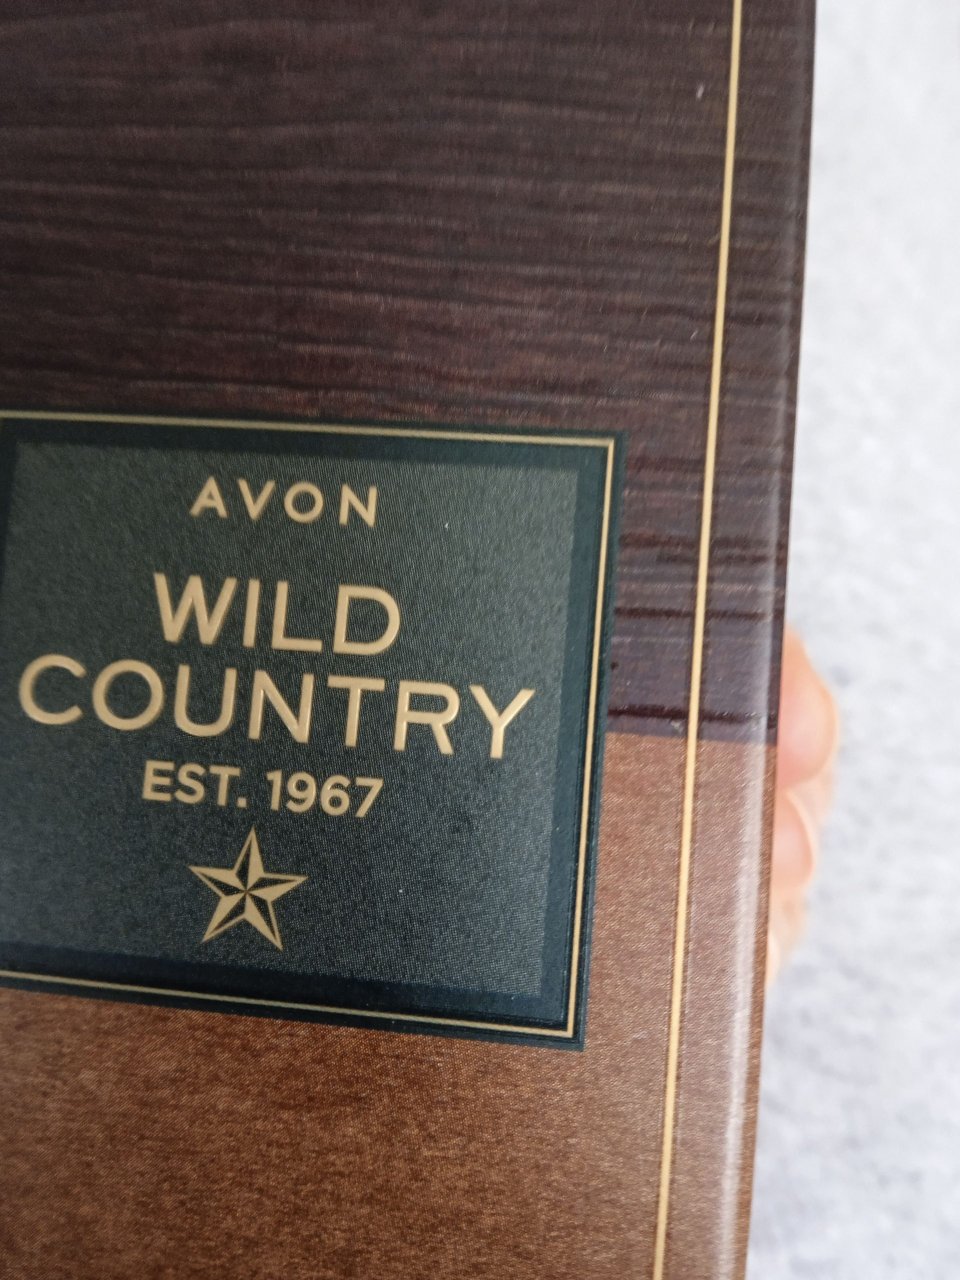 AVON
WILD
COUNTRY
EST. 1967